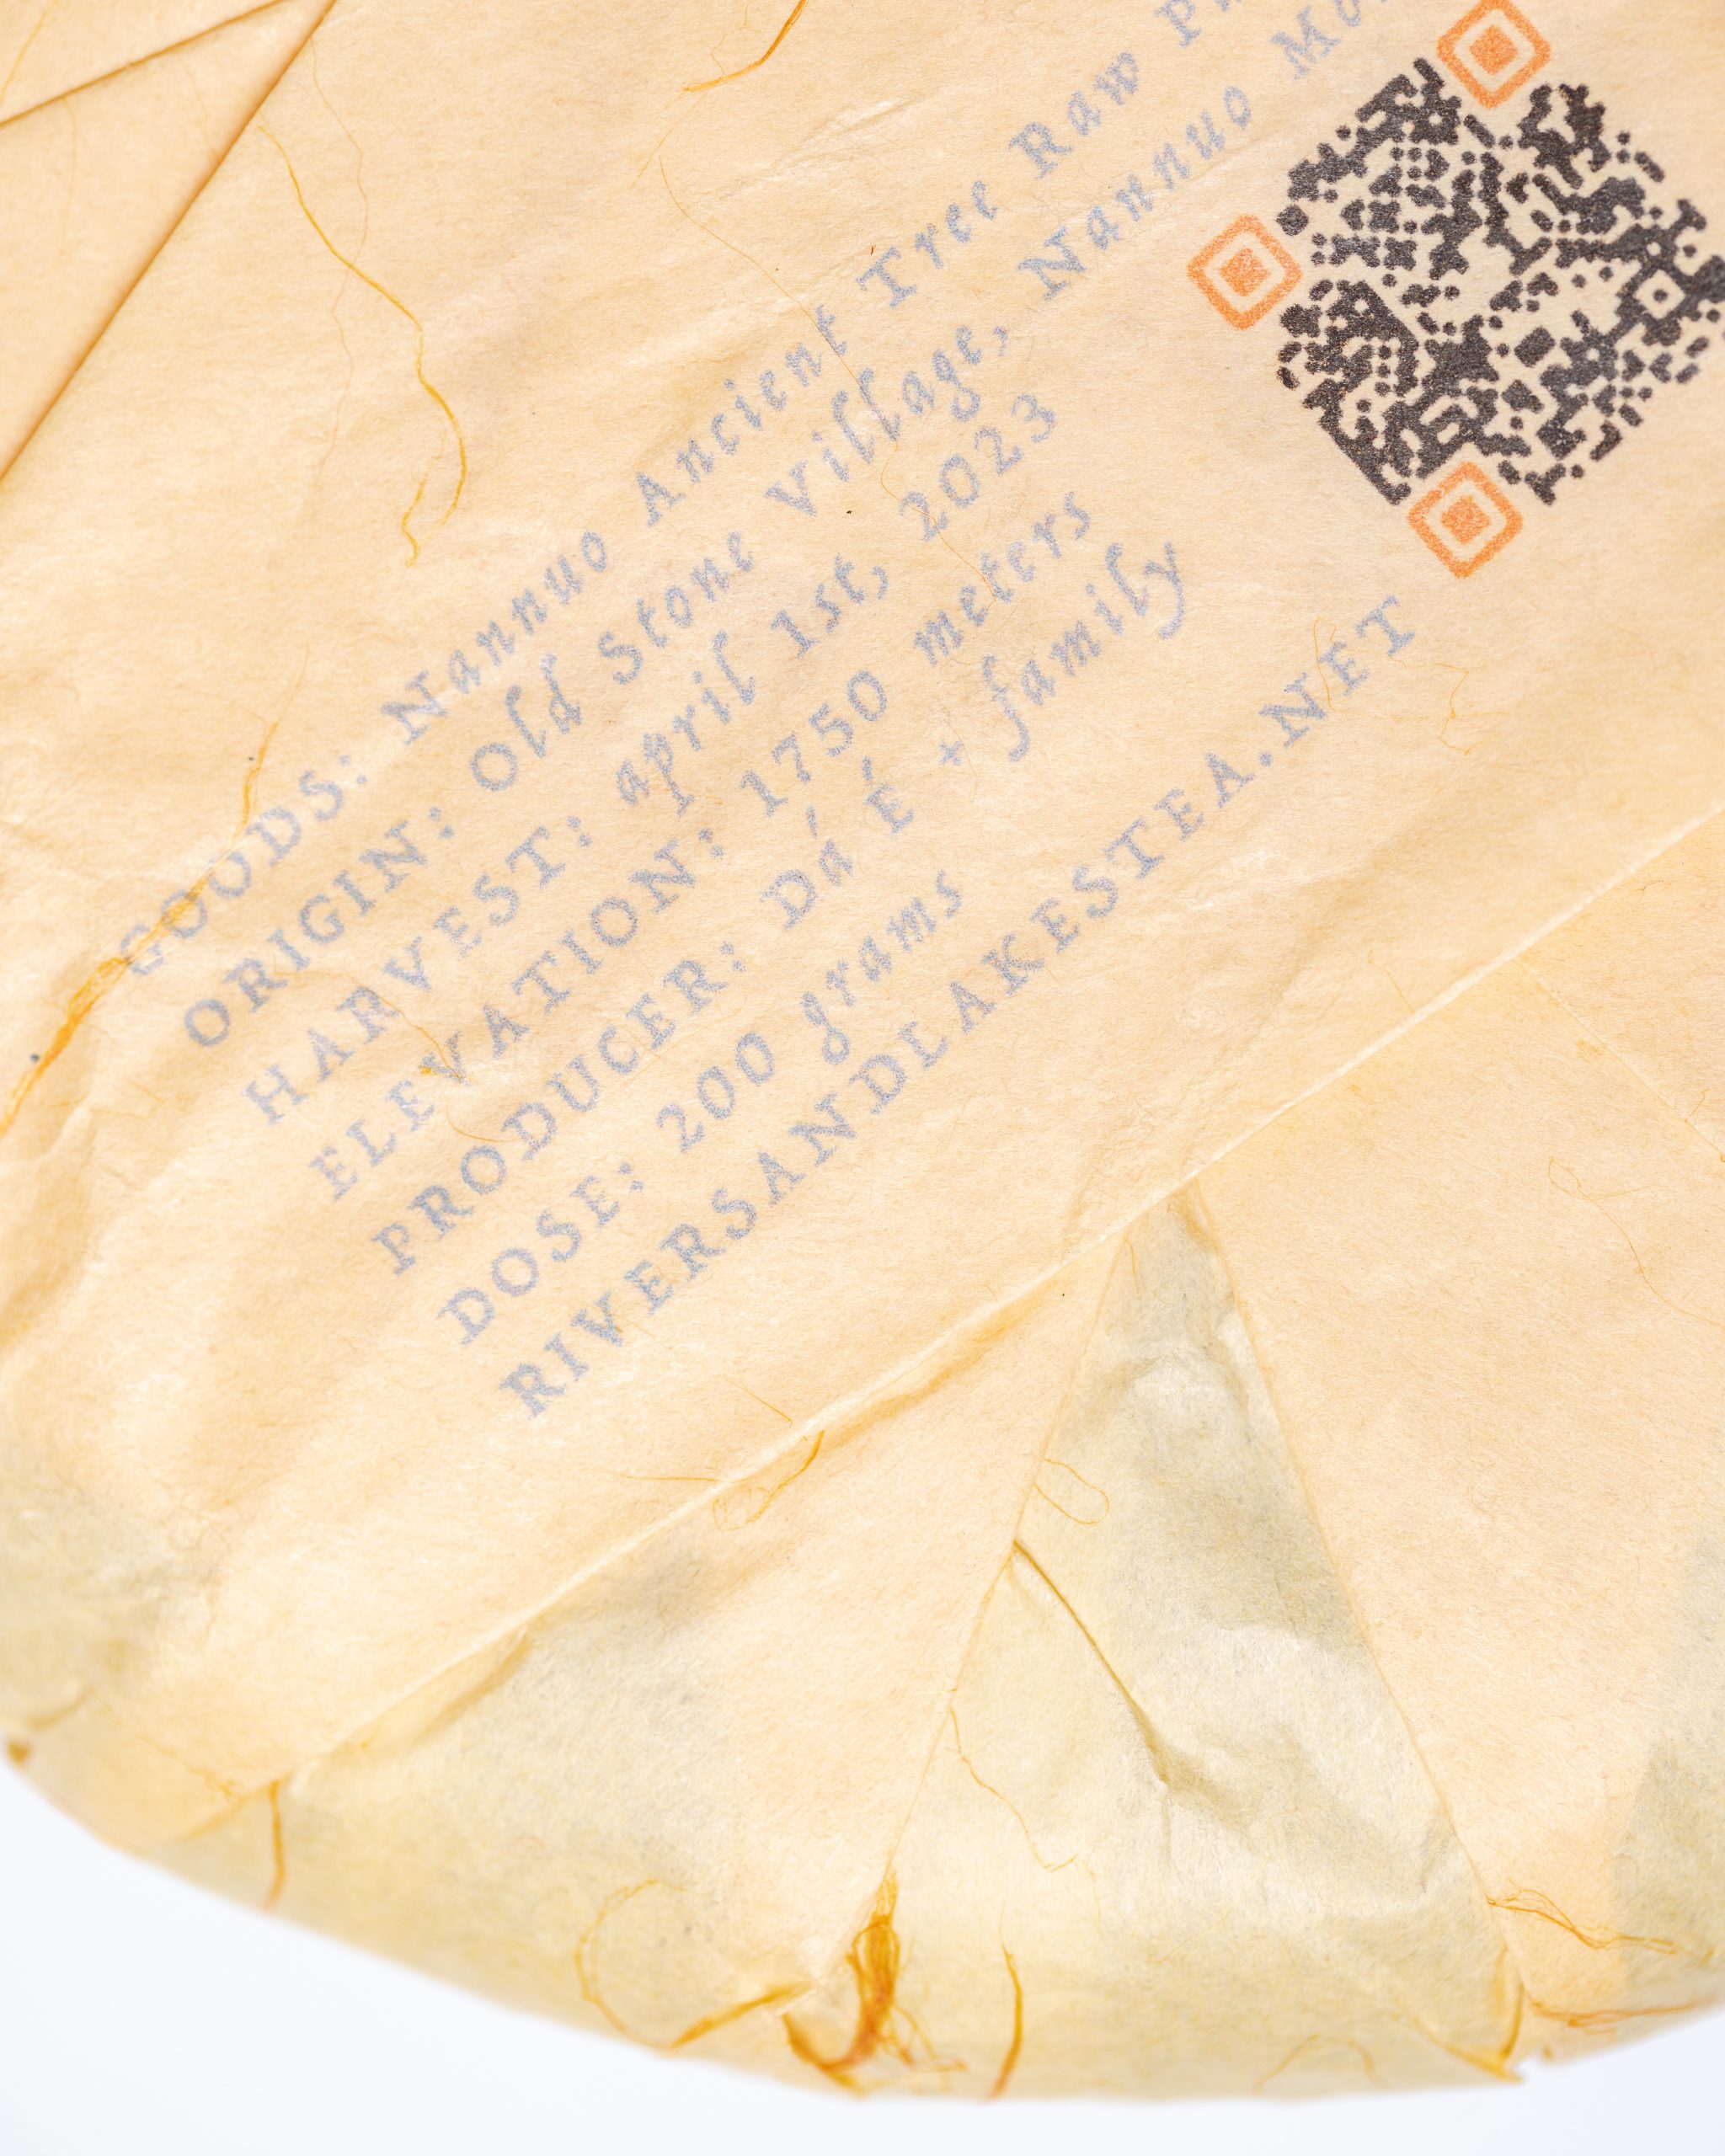 GOODS: Nannuo Ancient Tree Raw
ORIGIN: Old Stone Village, Nannuo
HARVEST: april 1st, 2023
ELEVATION: 1750 meters
PRODUCER: Dá É + family
DOSE: 200 grams
RIVERSANDLAKESTEA.NET